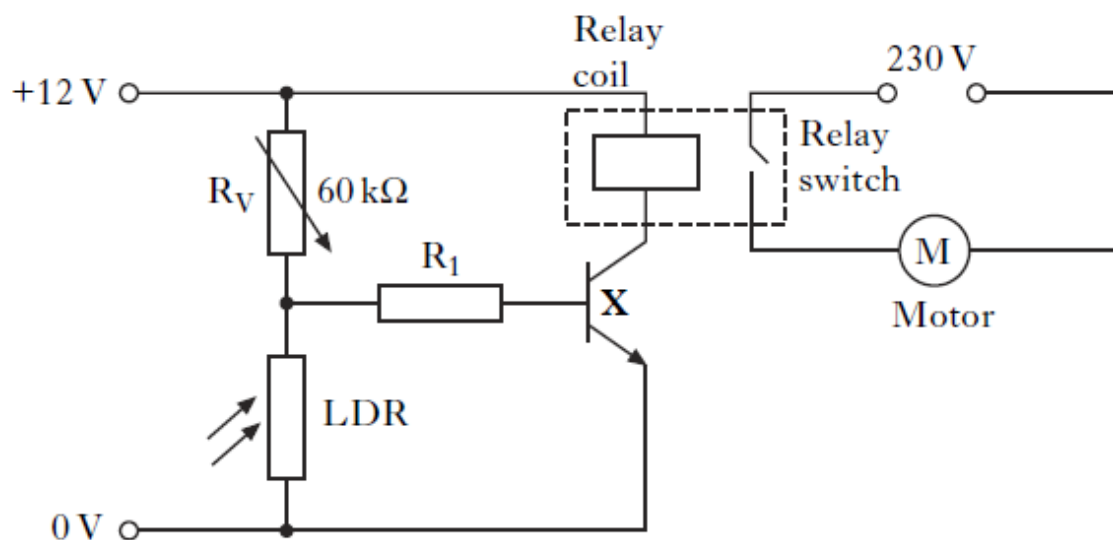 Relay
coil
230 V
+12 V
Relay
switch
R_V
60 kΩ
R_1
X
M
Motor
LDR
0 V